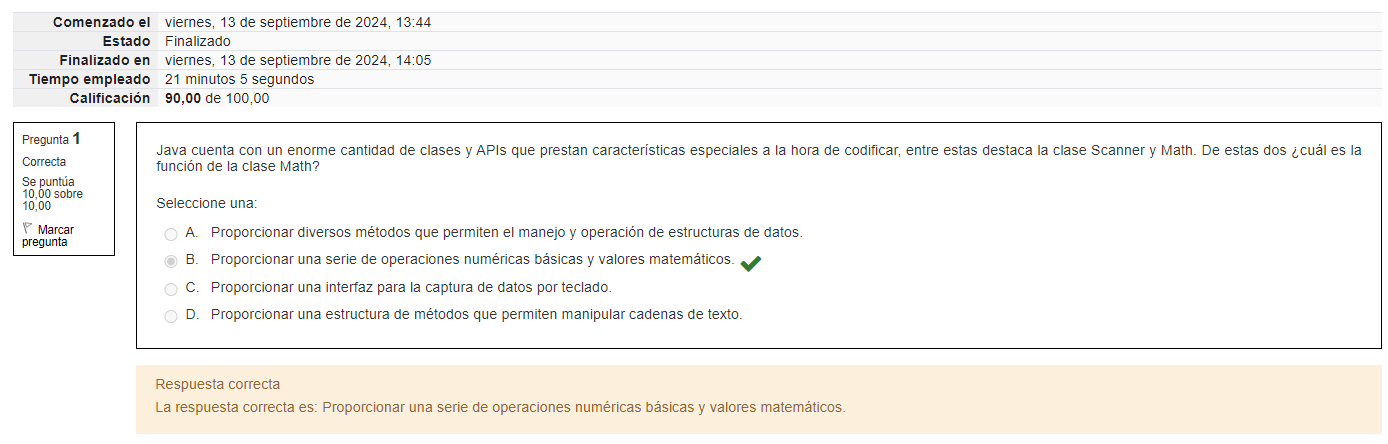 Comenzado el viernes, 13 de septiembre de 2024, 13:44
Estado Finalizado
Finalizado en viernes, 13 de septiembre de 2024, 14:05
Tiempo empleado 21 minutos 5 segundos
Calificación 90,00 de 100,00
Pregunta 1
Correcta
Se puntúa
10,00 sobre
10,00
Marcar
pregunta
Java cuenta con un enorme cantidad de clases y APIs que prestan características especiales a la hora de codificar, entre estas destaca la clase Scanner y Math. De estas dos ¿cuál es la
función de la clase Math?
Seleccione una:
A. Proporcionar diversos métodos que permiten el manejo y operación de estructuras de datos.
B. Proporcionar una serie de operaciones numéricas básicas y valores matemáticos.
C. Proporcionar una interfaz para la captura de datos por teclado.
D. Proporcionar una estructura de métodos que permiten manipular cadenas de texto.
Respuesta correcta
La respuesta correcta es: Proporcionar una serie de operaciones numéricas básicas y valores matemáticos.